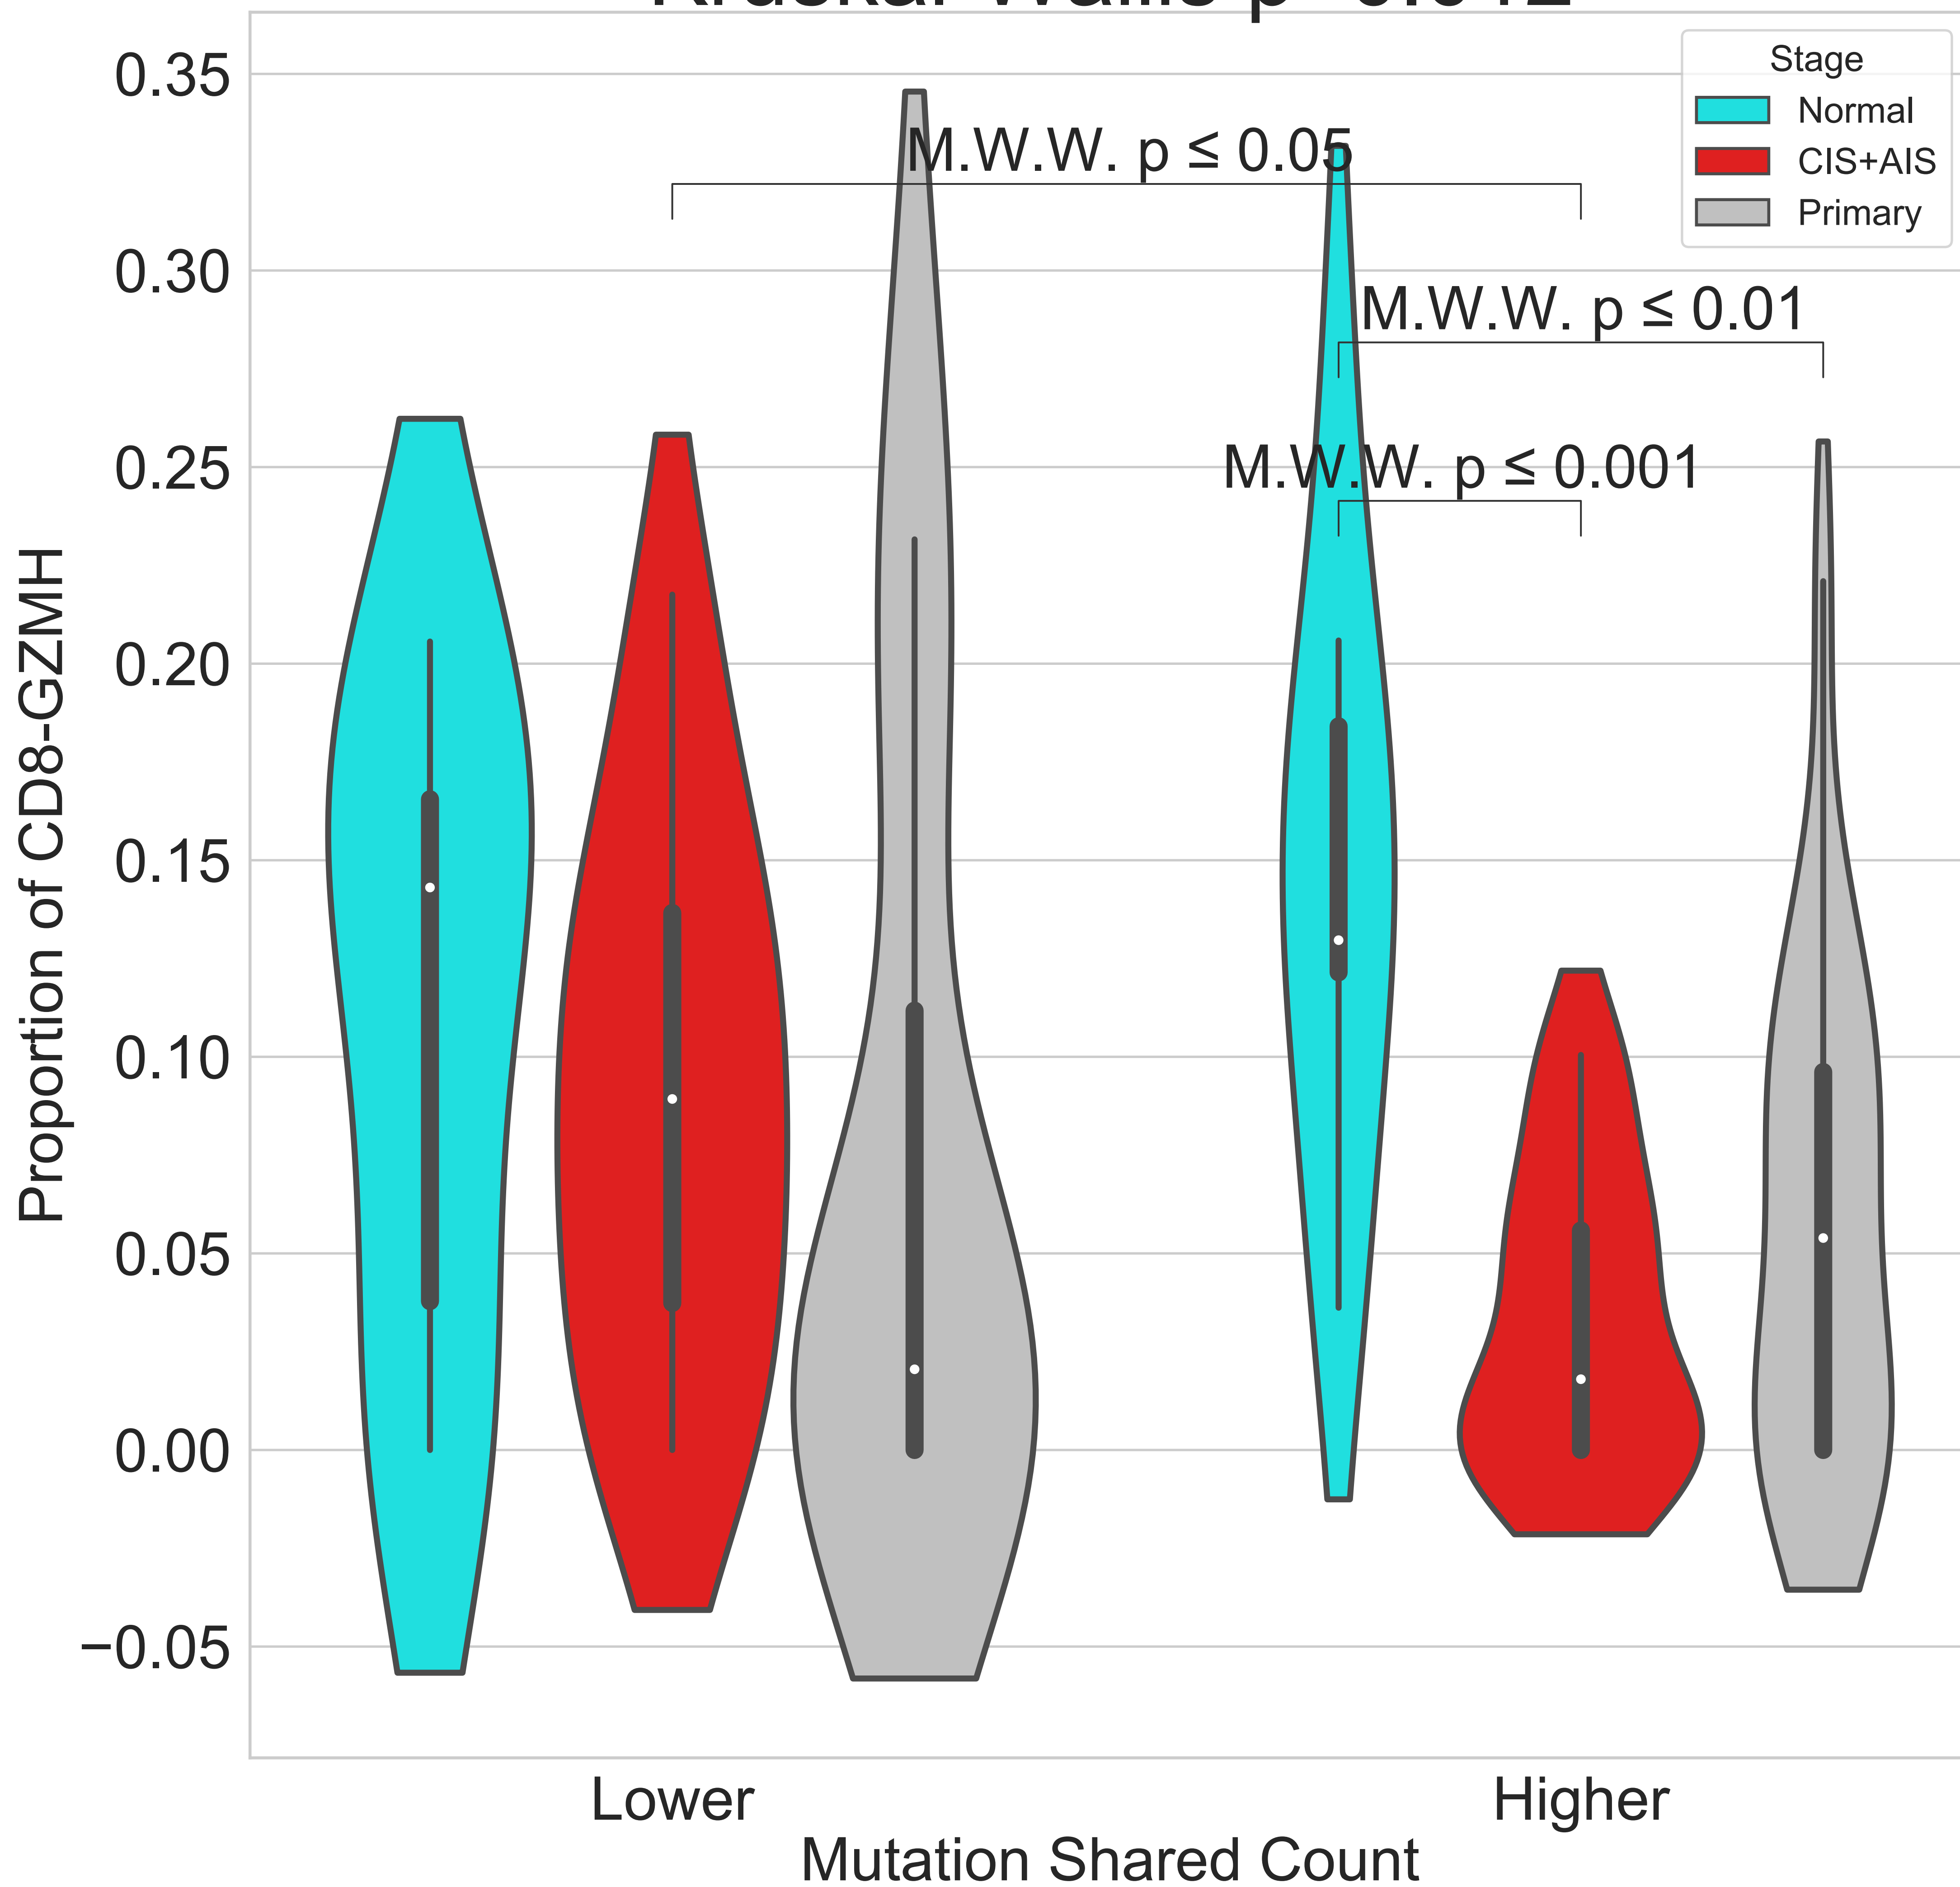 0.35
0.30
0.25
0.20
0.15
0.10
0.05
0.00
−0.05
Proportion of CD8-GZMH
M.W.W. p ≤ 0.05
M.W.W. p ≤ 0.01
M.W.W. p ≤ 0.001
Stage
Normal
CIS+AIS
Primary
Lower
Higher
Mutation Shared Count